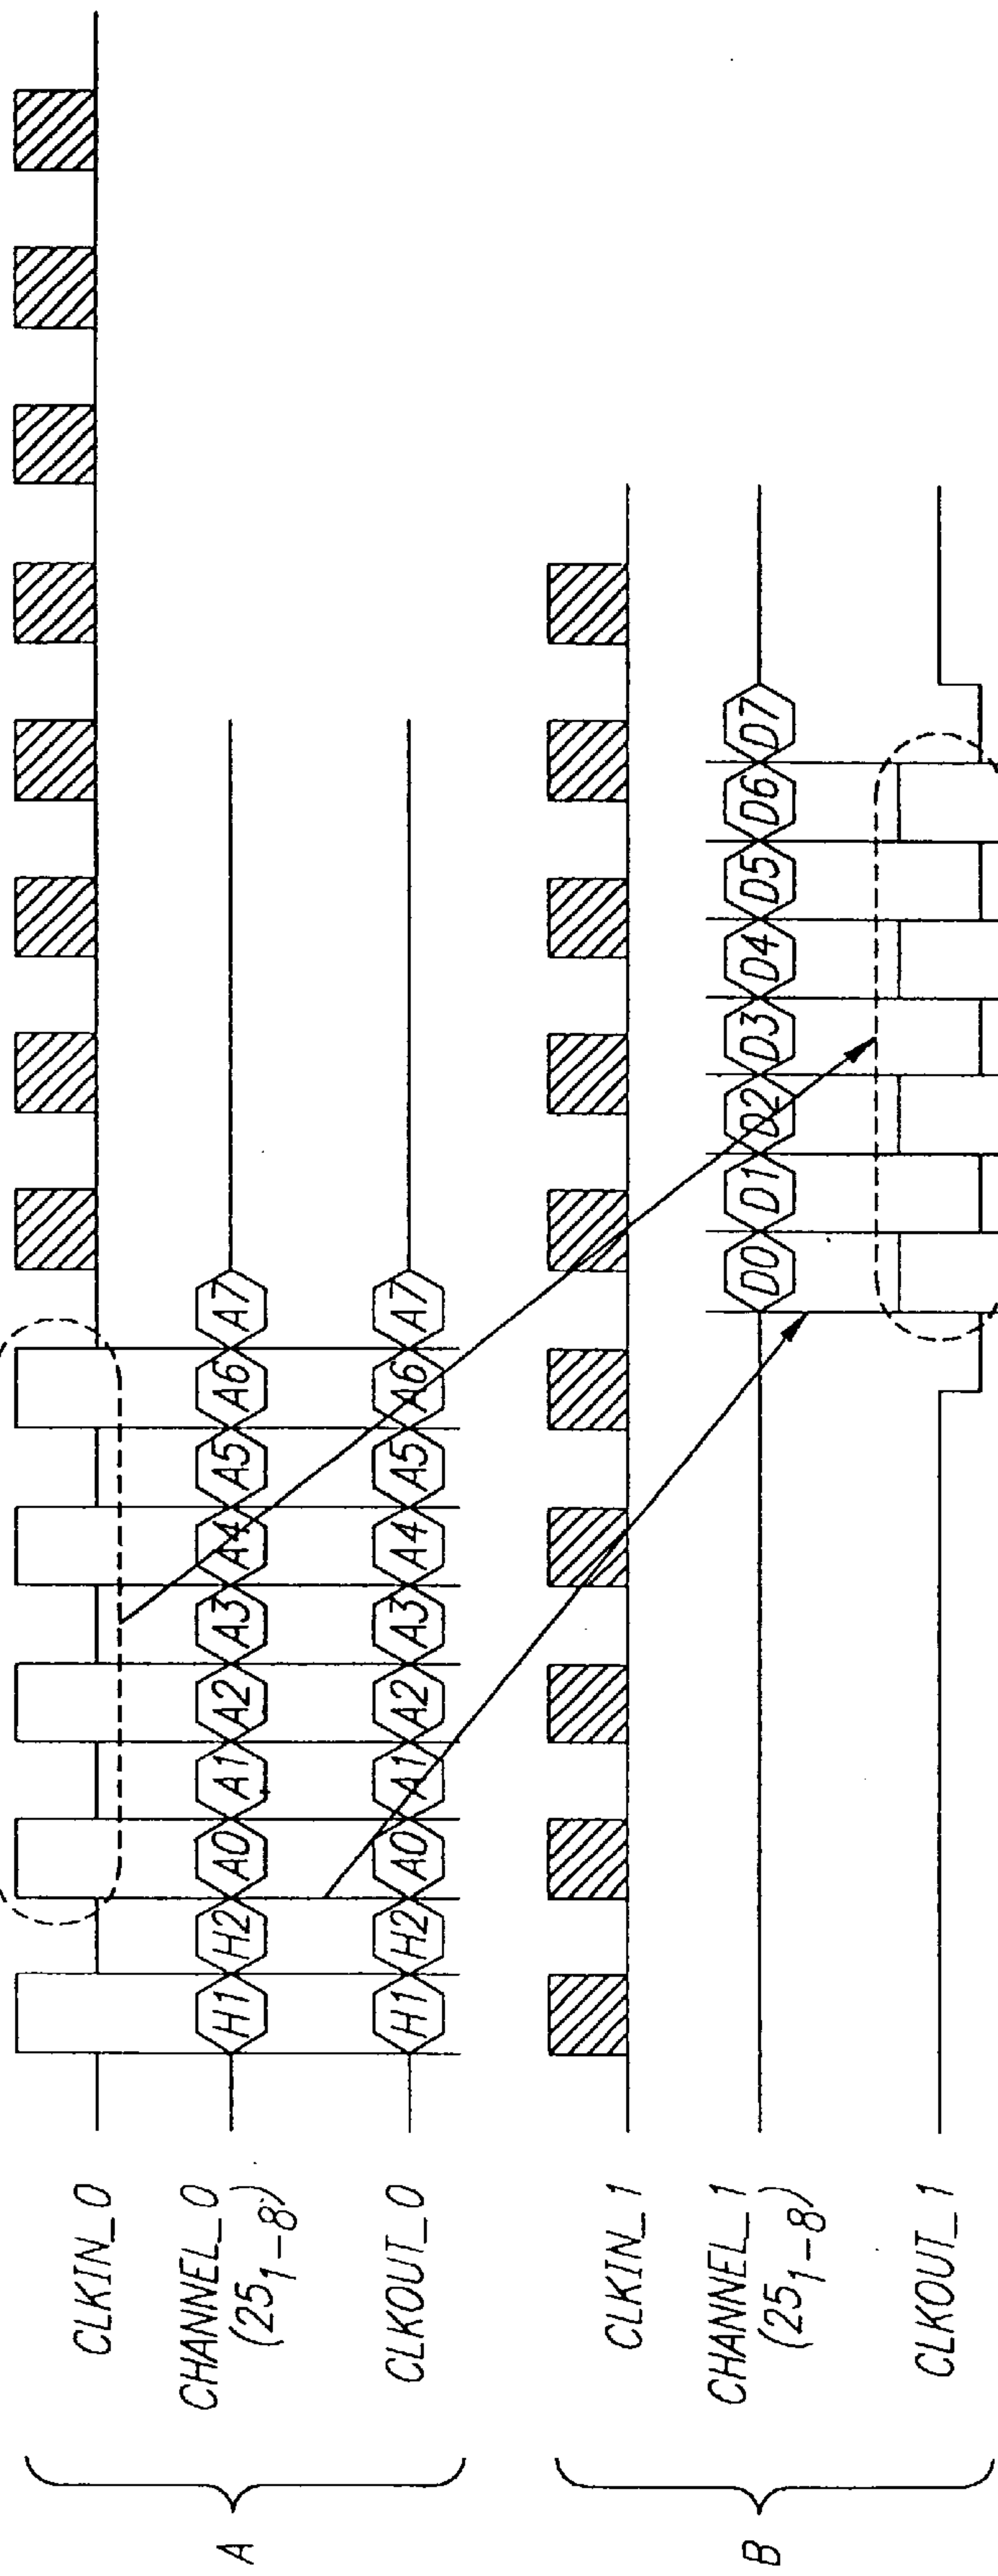 A
CLKIN_0
CHANNEL_0
(25₁₋₈)
H1 H2 A0 A1 A2 A3 A4 A5 A6 A7
CLKOUT_0
H1 H2 A0 A1 A2 A3 A4 A5 A6 A7
B
CLKIN_1
CHANNEL_1
(25₁₋₈)
D0 D1 D2 D3 D4 D5 D6 D7
CLKOUT_1